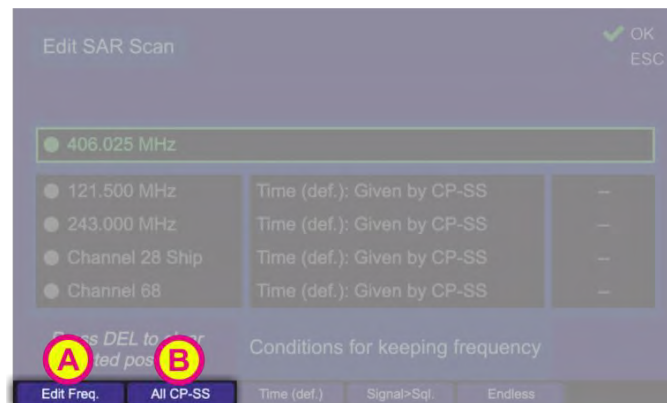 Edit SAR Scan
OK
ESC
406.025 MHz
121.500 MHz Time (def.): Given by CP-SS –
243.000 MHz Time (def.): Given by CP-SS –
Channel 28 Ship Time (def.): Given by CP-SS –
Channel 68 Time (def.): Given by CP-SS –
DEL to
Conditions for keeping frequency
A B
Edit Freq. All CP-SS Time (def.) Signal>Sql. Endless